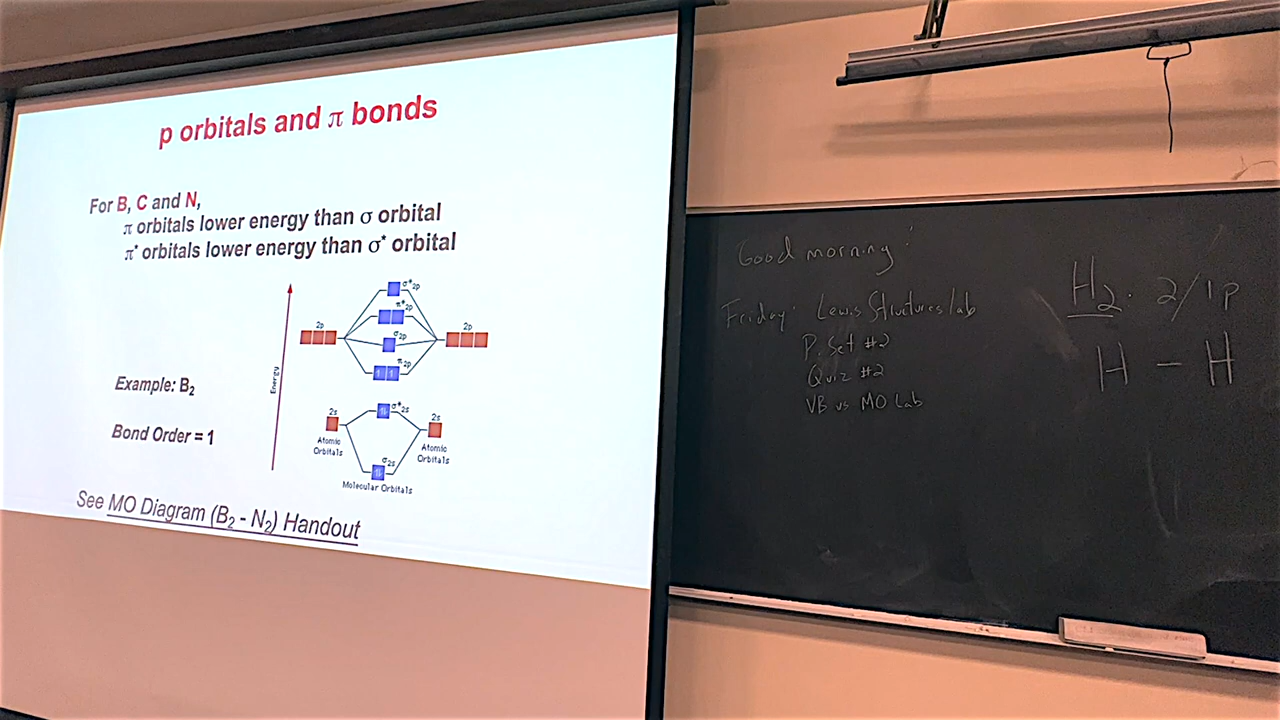 p orbitals and π bonds
For B, C and N,
π orbitals lower energy than σ orbital
π* orbitals lower energy than σ* orbital
σ*2p
π*2p
2p
2p
σ2p
π2p
Energy
Example: B2
Bond Order = 1
2s
σ*2s
2s
Atomic
Orbitals
Atomic
Orbitals
σ2s
Molecular Orbitals
See MO Diagram (B2 - N2) Handout
Good morning!
Friday: Lewis Structures lab
P. Set #2
Quiz #2
VB vs MO Lab
H2: 2/1p
H - H